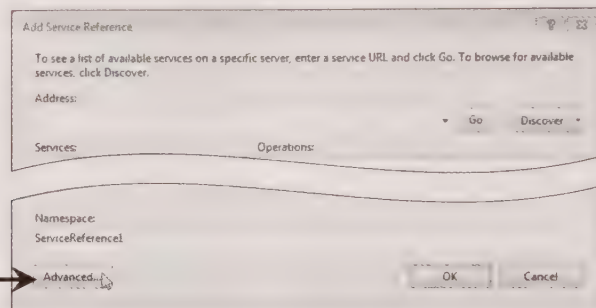 Add Service Reference
To see a list of available services on a specific server, enter a service URL and click Go. To browse for available
services, click Discover.
Address:
Go Discover
Services: Operations:
Namespace:
ServiceReference1
Advanced... OK Cancel